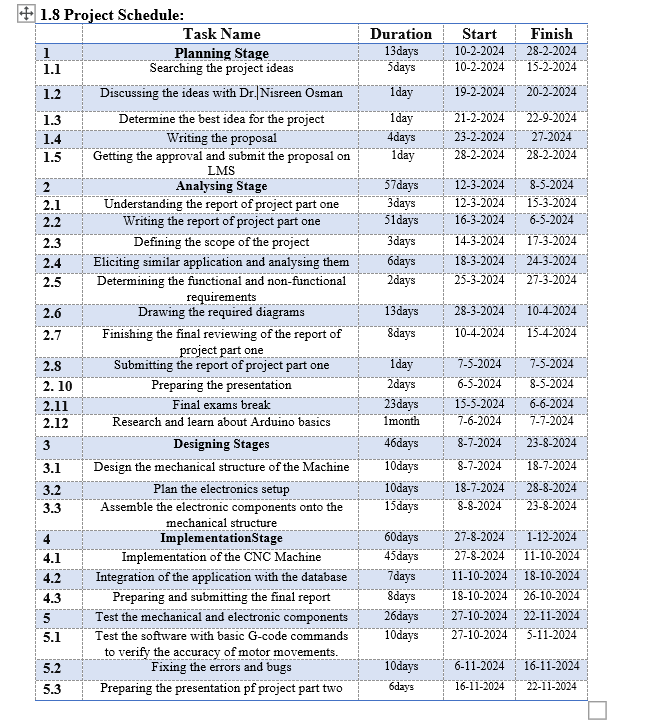 1.8 Project Schedule:
Task Name Duration Start Finish
1 Planning Stage 13days 10-2-2024 28-2-2024
1.1 Searching the project ideas 5days 10-2-2024 15-2-2024
1.2 Discussing the ideas with Dr. Nisreen Osman 1day 19-2-2024 20-2-2024
1.3 Determine the best idea for the project 1day 21-2-2024 22-9-2024
1.4 Writing the proposal 4days 23-2-2024 27-2024
1.5 Getting the approval and submit the proposal on 1day 28-2-2024 28-2-2024
LMS
2 Analysing Stage 57days 12-3-2024 8-5-2024
2.1 Understanding the report of project part one 3days 12-3-2024 15-3-2024
2.2 Writing the report of project part one 51days 16-3-2024 6-5-2024
2.3 Defining the scope of the project 3days 14-3-2024 17-3-2024
2.4 Eliciting similar application and analysing them 6days 18-3-2024 24-3-2024
2.5 Determining the functional and non-functional 2days 25-3-2024 27-3-2024
requirements
2.6 Drawing the required diagrams 13days 28-3-2024 10-4-2024
2.7 Finishing the final reviewing of the report of 8days 10-4-2024 15-4-2024
project part one
2.8 Submitting the report of project part one 1day 7-5-2024 7-5-2024
2. 10 Preparing the presentation 2days 6-5-2024 8-5-2024
2.11 Final exams break 23days 15-5-2024 6-6-2024
2.12 Research and learn about Arduino basics 1month 7-6-2024 7-7-2024
3 Designing Stages 46days 8-7-2024 23-8-2024
3.1 Design the mechanical structure of the Machine 10days 8-7-2024 18-7-2024
3.2 Plan the electronics setup 10days 18-7-2024 28-8-2024
3.3 Assemble the electronic components onto the 15days 8-8-2024 23-8-2024
mechanical structure
4 ImplementationStage 60days 27-8-2024 1-12-2024
4.1 Implementation of the CNC Machine 45days 27-8-2024 11-10-2024
4.2 Integration of the application with the database 7days 11-10-2024 18-10-2024
4.3 Preparing and submitting the final report 8days 18-10-2024 26-10-2024
5 Test the mechanical and electronic components 26days 27-10-2024 22-11-2024
5.1 Test the software with basic G-code commands 10days 27-10-2024 5-11-2024
to verify the accuracy of motor movements.
5.2 Fixing the errors and bugs 10days 6-11-2024 16-11-2024
5.3 Preparing the presentation pf project part two 6days 16-11-2024 22-11-2024